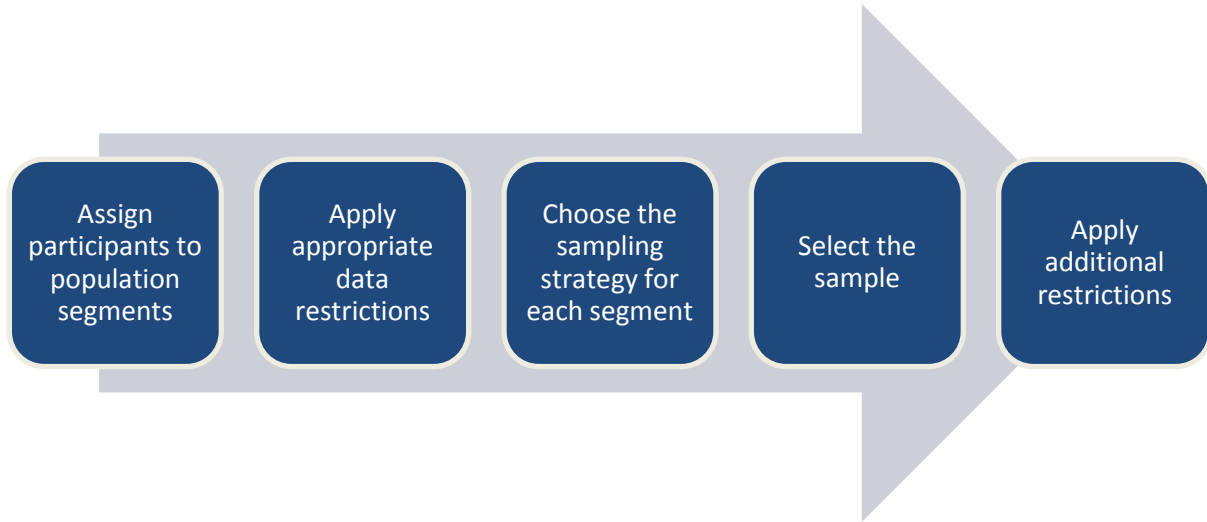 Assign
participants to
population
segments
Apply
appropriate
data
restrictions
Choose the
sampling
strategy for
each segment
Select the
sample
Apply
additional
restrictions